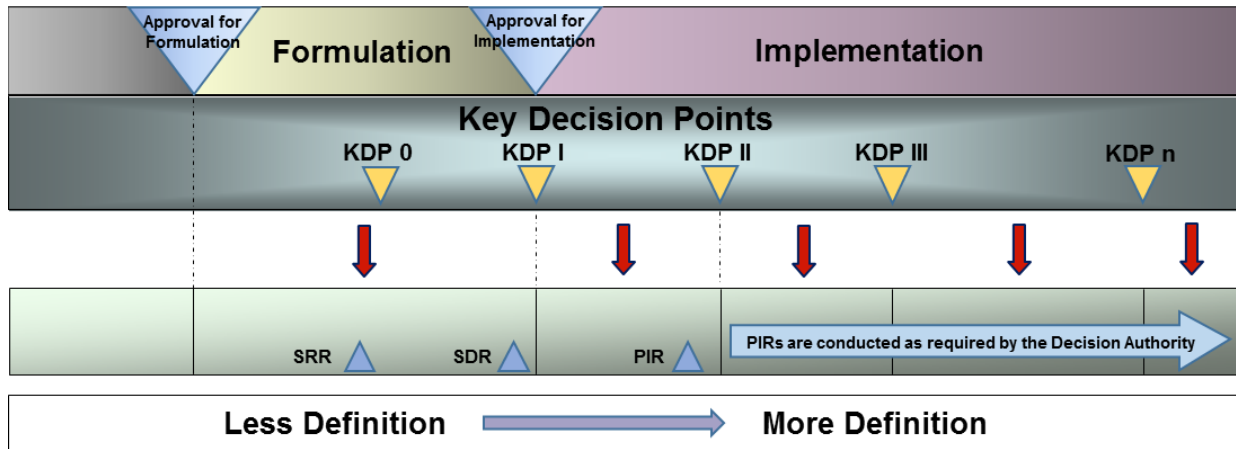 Approval for
Formulation
Formulation
Approval for
Implementation
Implementation
Key Decision Points
KDP 0
KDP I
KDP II
KDP III
KDP n
SRR
SDR
PIR
PIRs are conducted as required by the Decision Authority
Less Definition
More Definition